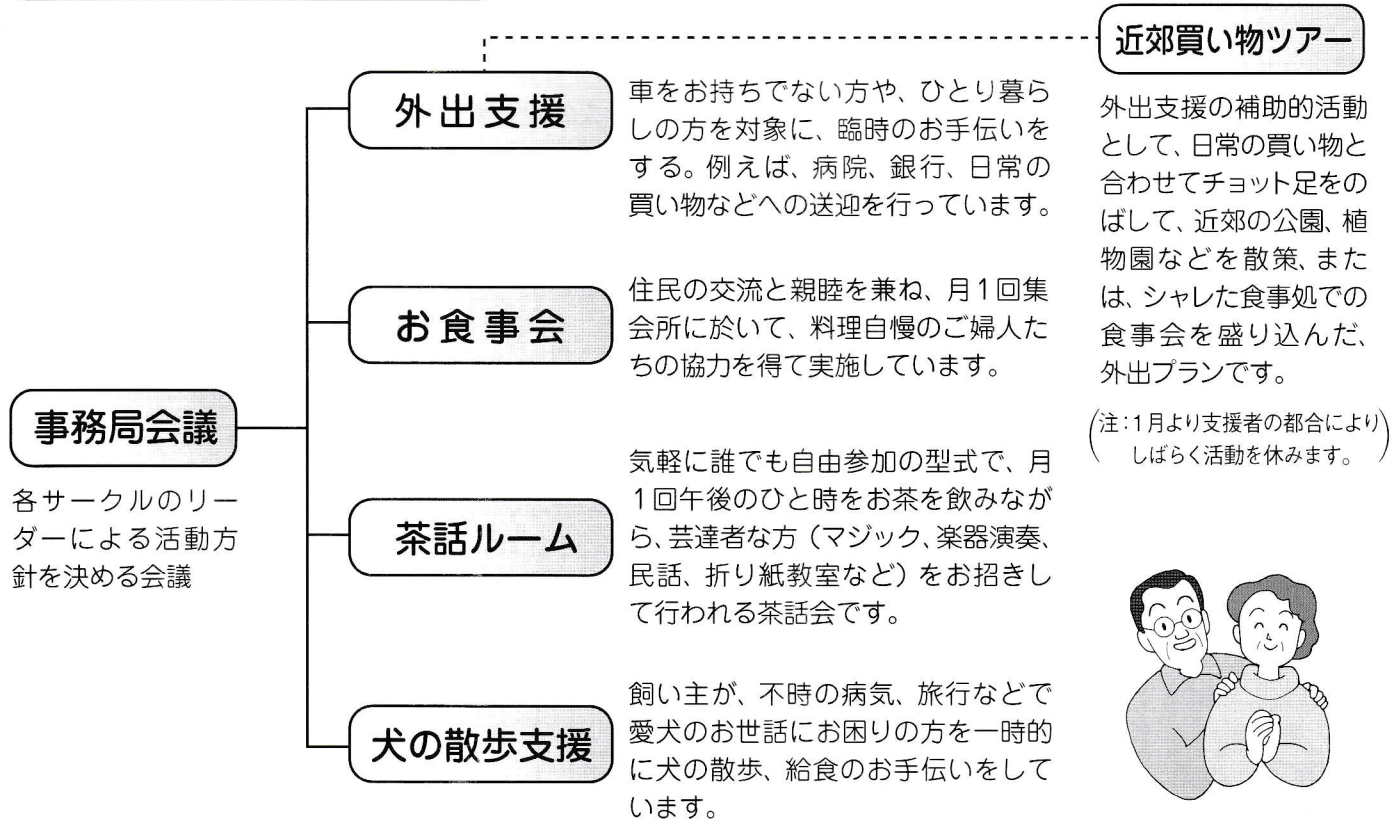 事務局会議
各サークルのリー
ダーによる活動方
針を決める会議
外出支援
車をお持ちでない方や、ひとり暮ら
しの方を対象に、臨時のお手伝いを
する。例えば、病院、銀行、日常の
買い物などへの送迎を行っています。
お食事会
住民の交流と親睦を兼ね、月1回集
会所に於いて、料理自慢のご婦人た
ちの協力を得て実施しています。
茶話ルーム
気軽に誰でも自由参加の型式で、月
1回午後のひと時をお茶を飲みなが
ら、芸達者な方（マジック、楽器演奏、
民話、折り紙教室など）をお招きし
て行われる茶話会です。
犬の散歩支援
飼い主が、不時の病気、旅行などで
愛犬のお世話にお困りの方を一時的
に犬の散歩、給食のお手伝いをして
います。
近郊買い物ツアー
外出支援の補助的活動
として、日常の買い物と
合わせてチョット足をの
ばして、近郊の公園、植
物園などを散策、また
は、シャレた食事処での
食事会を盛り込んだ、
外出プランです。
（注：1月より支援者の都合により
しばらく活動を休みます。）